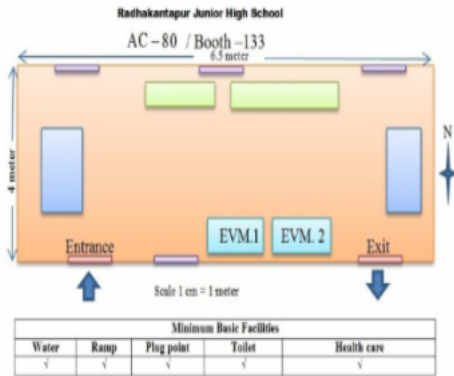 Radhakantapur Junior High School
AC – 80 / Booth –133
6.5 meter
4 meter
N
EVM.1 EVM. 2
Entrance Exit
Scale 1 cm = 1 meter
Minimum Basic Facilities
Water Ramp Plug point Toilet Health care
√ √ √ √ √